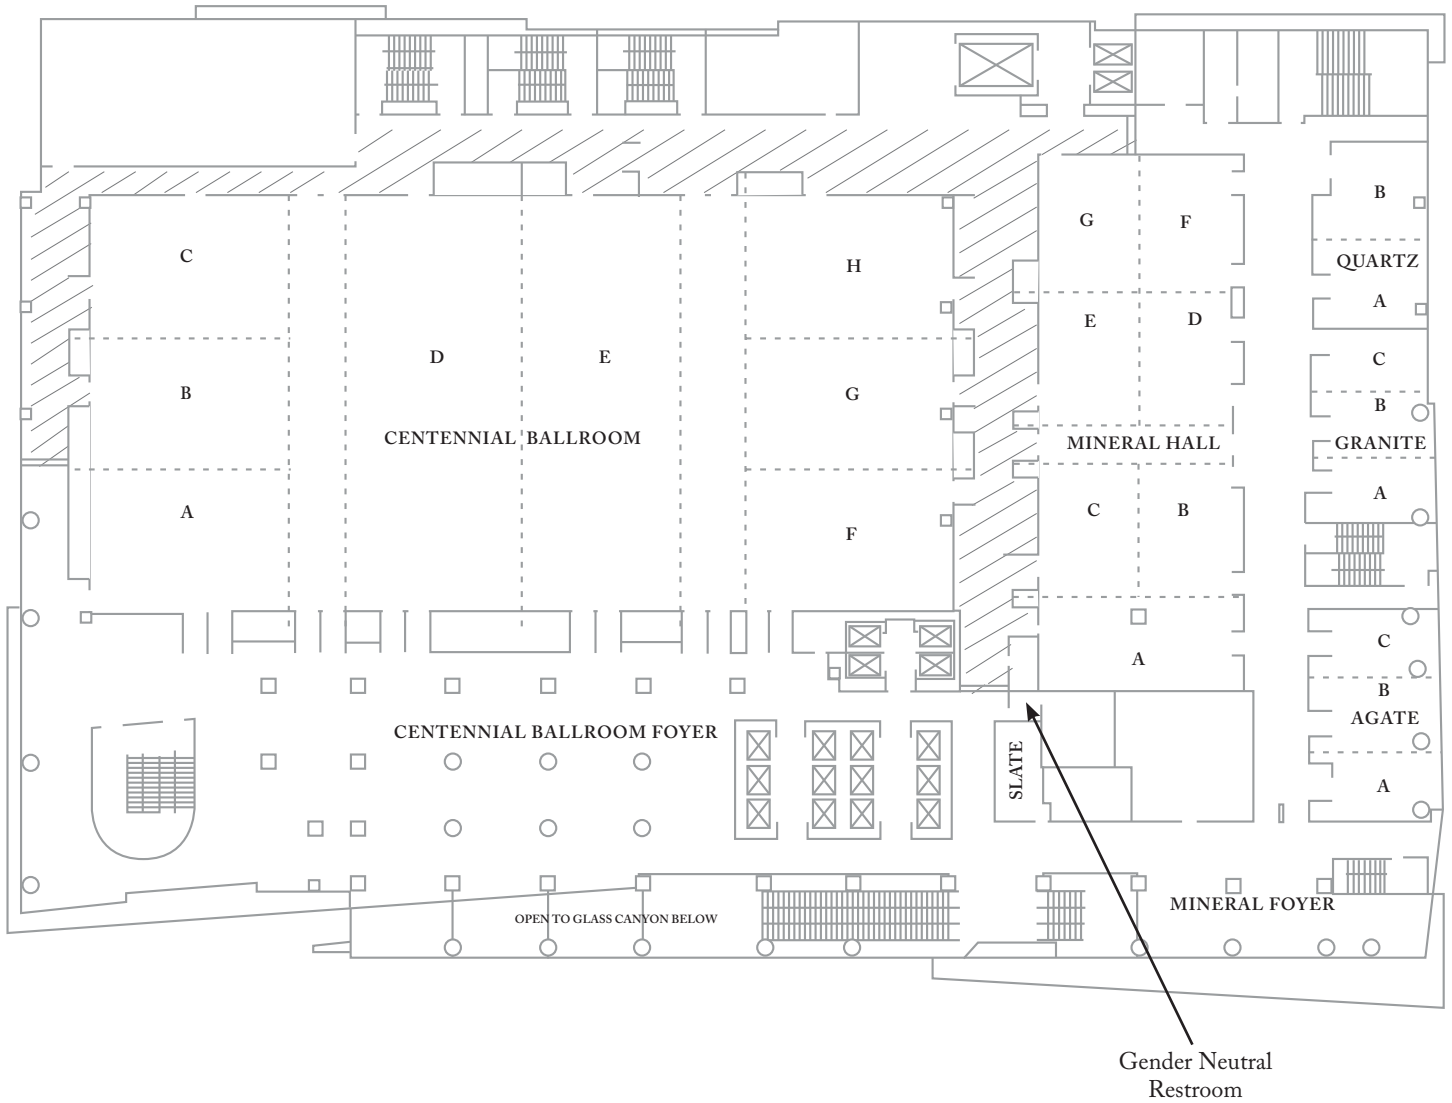 B
G
F
C
QUARTZ
H
A
E
D
D
E
C
B
G
B
CENTENNIAL BALLROOM
MINERAL HALL
GRANITE
A
C
B
A
F
C
A
B
AGATE
CENTENNIAL BALLROOM FOYER
SLATE
A
MINERAL FOYER
OPEN TO GLASS CANYON BELOW
Gender Neutral
Restroom